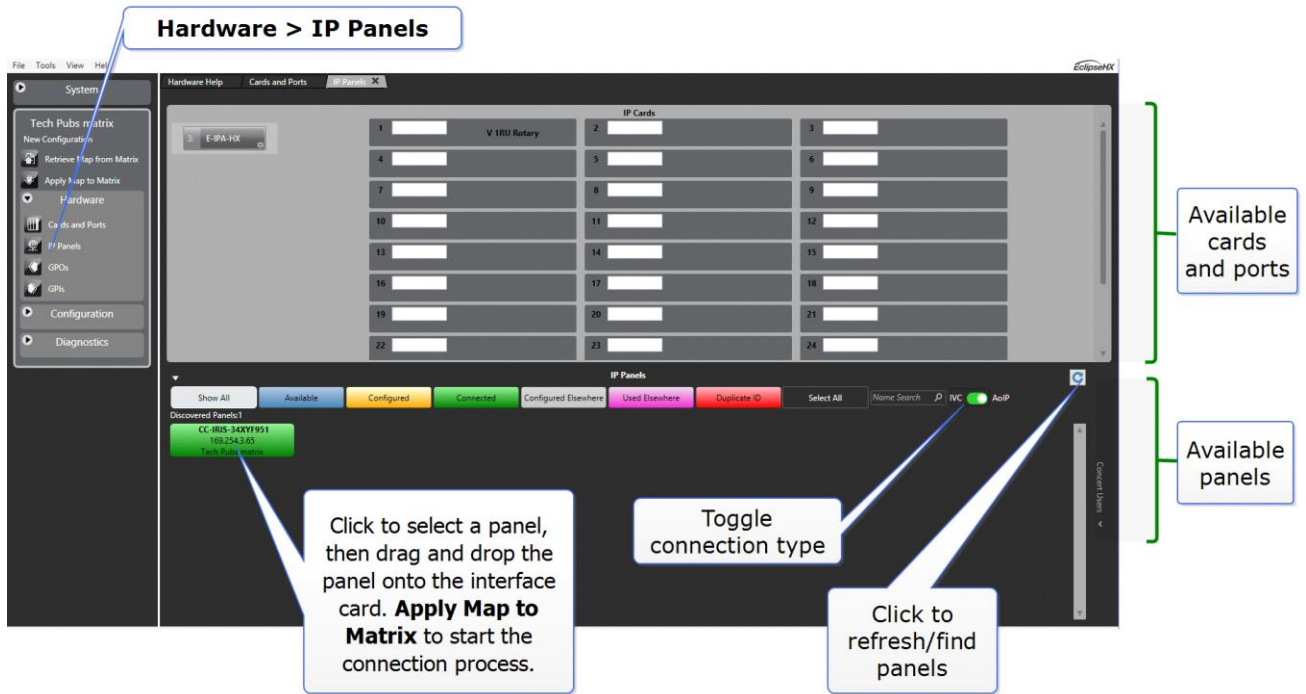 Hardware > IP Panels
File Tools View Help
EclipseHX
System
Hardware Help
Cards and Ports
IP Panels X
Tech Pubs matrix
New Configuration
Retrieve Map from Matrix
Apply Map to Matrix
Hardware
Cards and Ports
IP Panels
GPOs
GPIs
Configuration
Diagnostics
IP Cards
E-IPA-HX
1 V 1RU Rotary 2 3
4 5 6
7 8 9
10 11 12
13 14 15
16 17 18
19 20 21
22 23 24
Available
cards
and ports
IP Panels
Show All Available Configured Connected Configured Elsewhere Used Elsewhere Duplicate ID Select All Name Search IVC AoIP
Discovered Panels:1
CC-IRIS-34XYF951
169.254.3.65
Tech Pubs matrix
Concert Users
Available
panels
Click to select a panel,
then drag and drop the
panel onto the interface
card. Apply Map to
Matrix to start the
connection process.
Toggle
connection type
Click to
refresh/find
panels